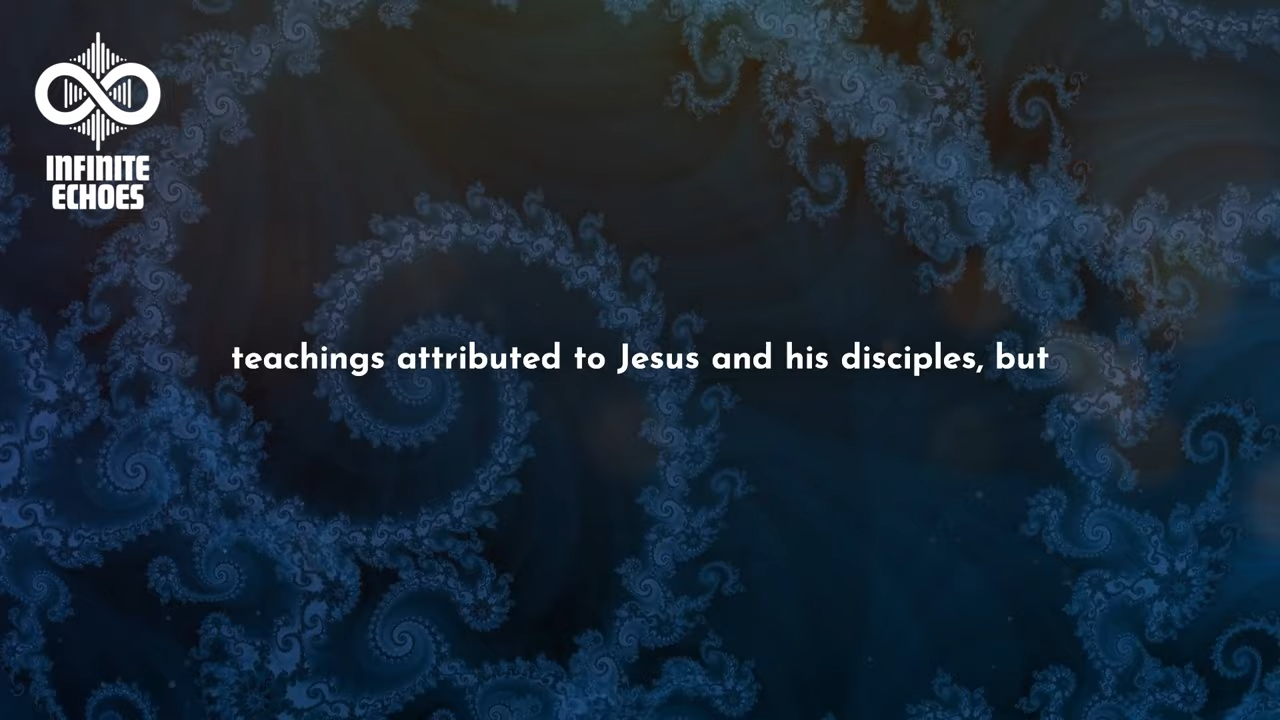 INFINITE
ECHOES
teachings attributed to Jesus and his disciples, but